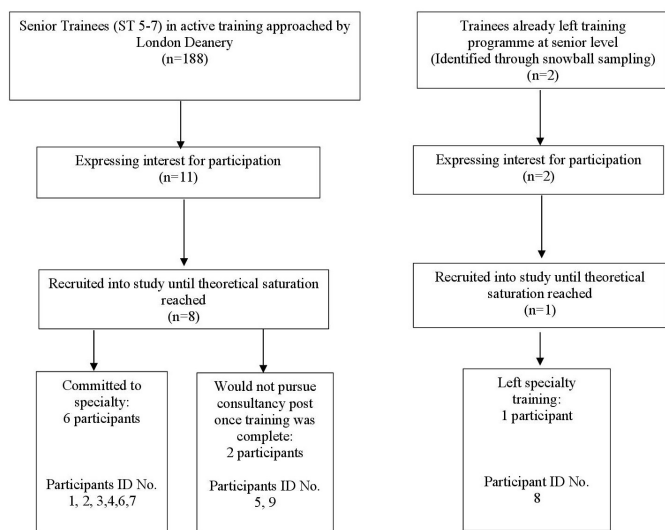 Senior Trainees (ST 5-7) in active training approached by
London Deanery
(n=188)
Expressing interest for participation
(n=11)
Recruited into study until theoretical saturation
reached
(n=8)
Committed to
specialty:
6 participants
Participants ID No.
1, 2, 3,4,6,7
Would not pursue
consultancy post
once training was
complete:
2 participants
Participants ID No.
5, 9
Trainees already left training
programme at senior level
(Identified through snowball sampling)
(n=2)
Expressing interest for participation
(n=2)
Recruited into study until theoretical
saturation reached
(n=1)
Left specialty
training:
1 participant
Participant ID No.
8